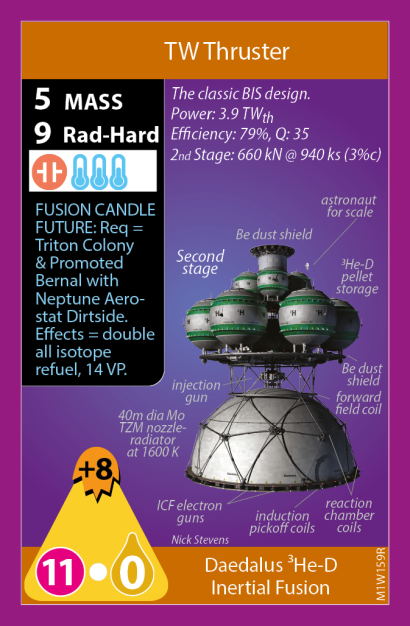 TW Thruster
5 MASS
9 Rad-Hard
The classic BIS design.
Power: 3.9 TWth
Efficiency: 79%, Q: 35
2nd Stage: 660 kN @ 940 ks (3%c)
FUSION CANDLE
FUTURE: Req =
Triton Colony
& Promoted
Bernal with
Neptune Aero-
stat Dirtside.
Effects = double
all isotope
refuel, 14 VP.
astronaut
for scale
Be dust shield
Second
stage
³He-D
pellet
storage
Be dust
shield
injection
gun
forward
field coil
40m dia Mo
TZM nozzle-
radiator
at 1600 K
ICF electron
guns
induction
pickoff coils
reaction
chamber
coils
Nick Stevens
+8
11 • 0
Daedalus ³He-D
Inertial Fusion
M1W159R